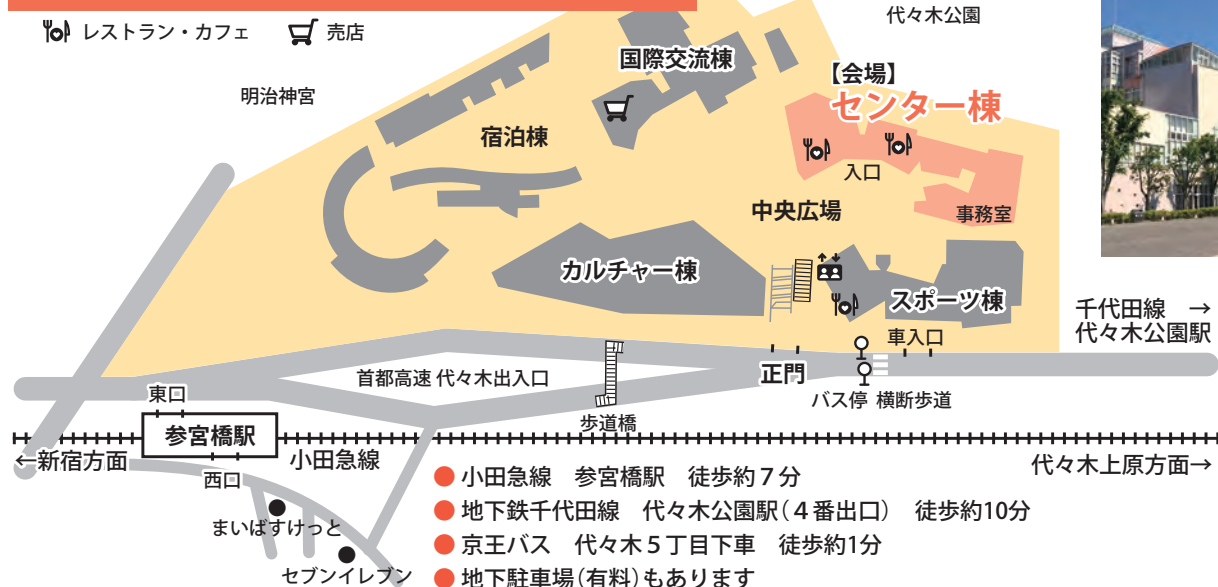 レストラン・カフェ
売店
代々木公園
明治神宮
国際交流棟
【会場】
センター棟
宿泊棟
入口
中央広場
事務室
カルチャー棟
スポーツ棟
千代田線 →
代々木公園駅
車入口
正門
首都高速 代々木出入口
バス停 横断歩道
東口
歩道橋
参宮橋駅
←新宿方面
小田急線
代々木上原方面→
西口
まいばすけっと
セブンイレブン
● 小田急線 参宮橋駅 徒歩約7分
● 地下鉄千代田線 代々木公園駅(4番出口) 徒歩約10分
● 京王バス 代々木5丁目下車 徒歩約1分
● 地下駐車場(有料)もあります